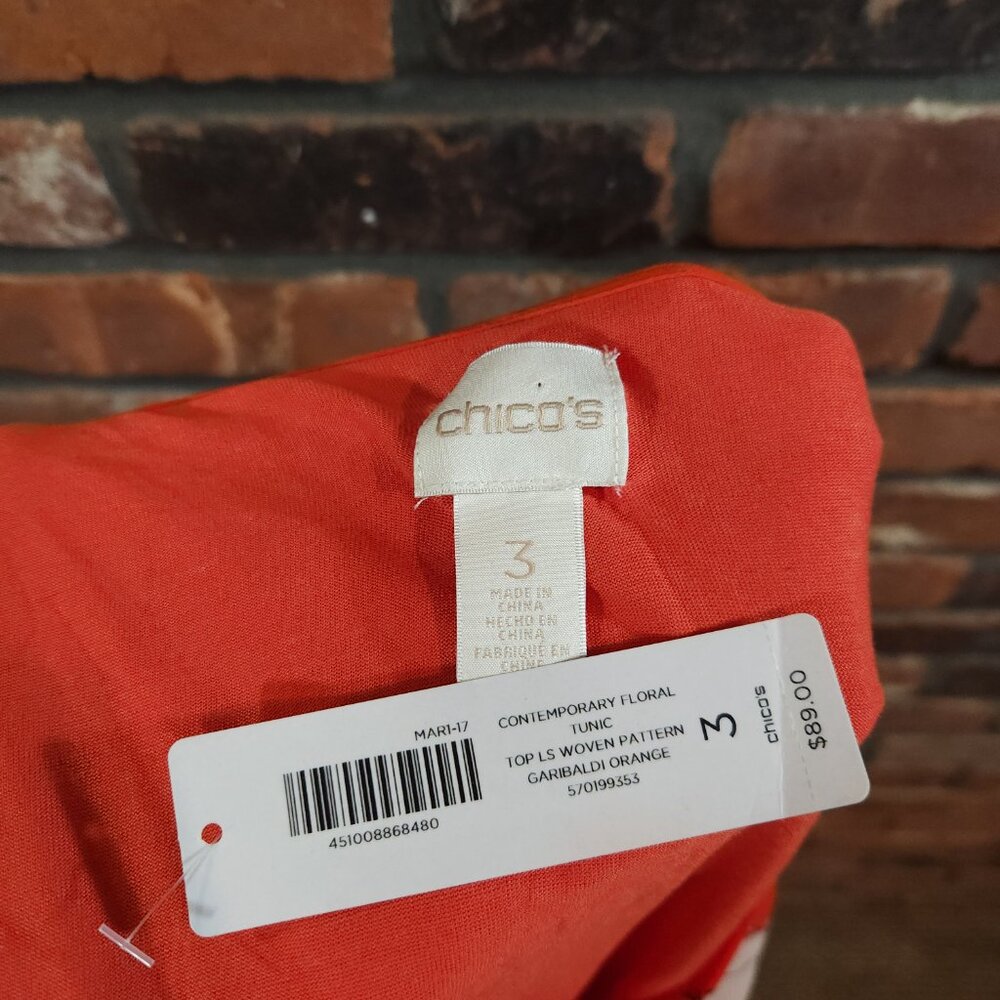 chico's
3
MADE IN
CHINA
HECHO EN
CHINA
FABRIQUÉ EN
CHINE
MAR1-17
451008868480
CONTEMPORARY FLORAL
TUNIC
TOP LS WOVEN PATTERN
GARIBALDI ORANGE
570199353
3
chico's
$89.00